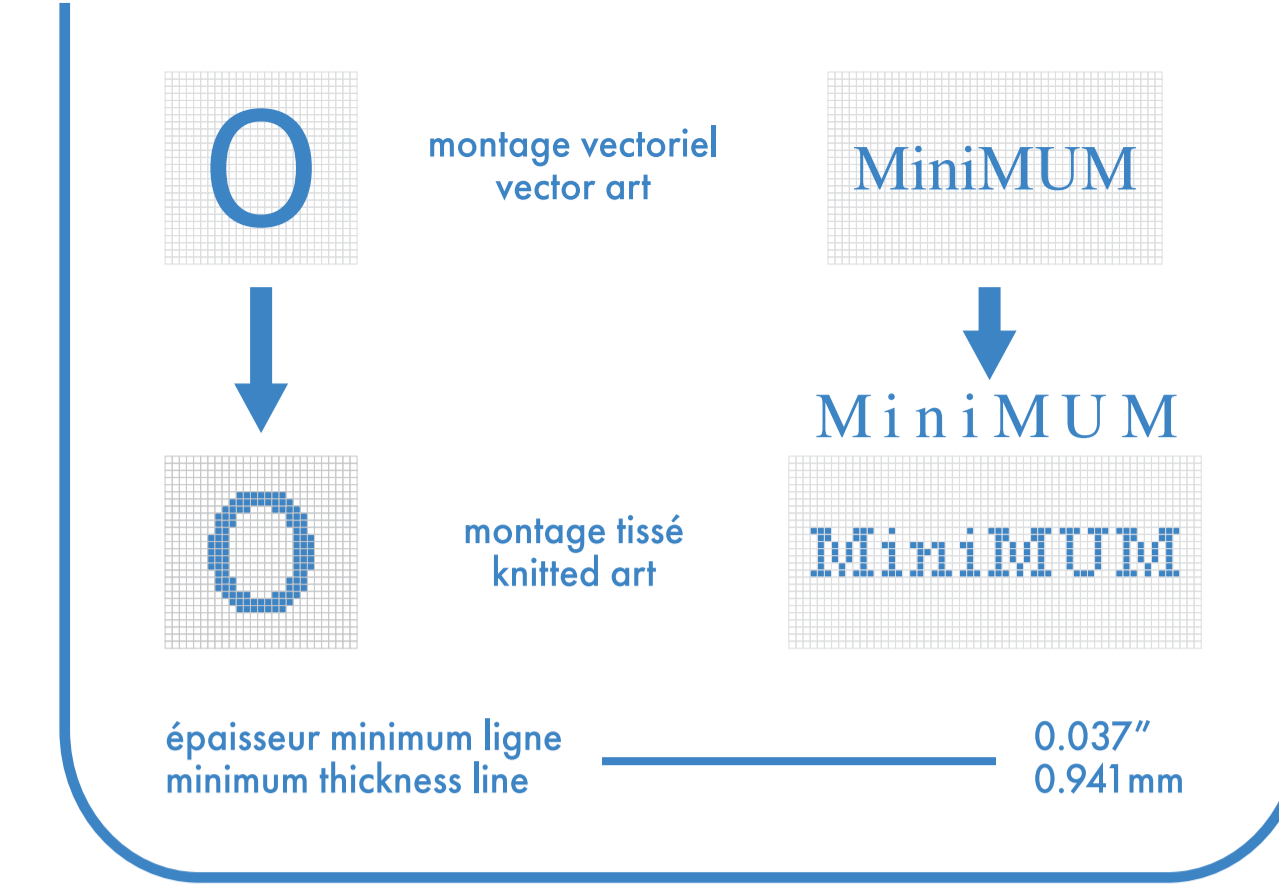 O
montage vectoriel
vector art
MiniMUM
MiniMUM
montage tissé
knitted art
O
MiniMUM
épaisseur minimum ligne
minimum thickness line
0.037"
0.941mm